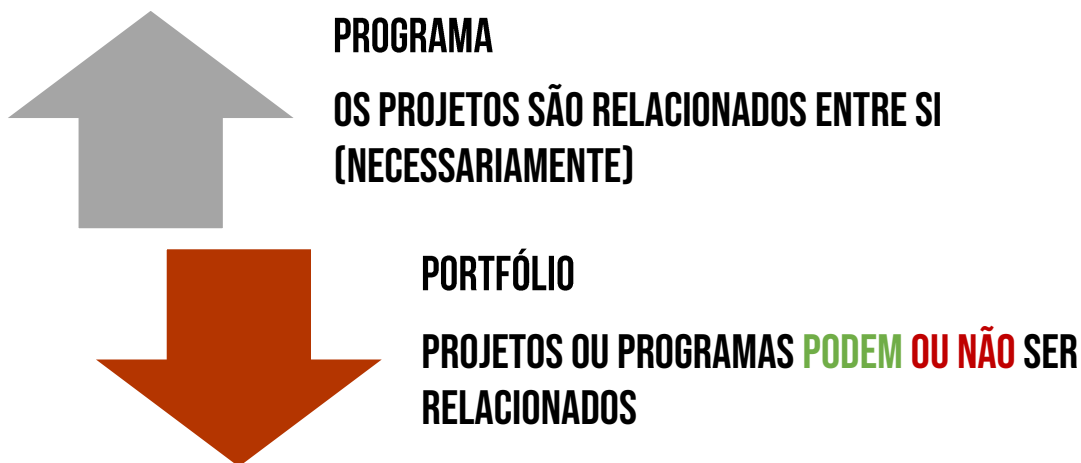 PROGRAMA
OS PROJETOS SÃO RELACIONADOS ENTRE SI
(NECESSARIAMENTE)
PORTFÓLIO
PROJETOS OU PROGRAMAS PODEM OU NÃO SER
RELACIONADOS